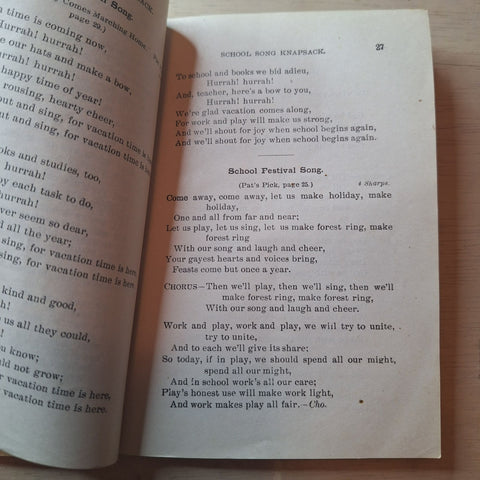 SACK.
ival Song.
Comes Marching Home,
page 29.)
n time is coming now,
Hurrah! hurrah!
e our hats and make a bow,
hurrah! hurrah!
happy time of year!
rousing, hearty cheer,
out and sing, for vacation time is
and sing, for vacation time is here.
oks and studies, too,
h!
y each task to do,
rrah!
ver seem so dear,
d all the year;
sing, for vacation time is here.
sing, for vacation time is here.
kind and good,
h!
us all they could,
h!
u know;
uld not grow;
r vacation time is here,
vacation time is here.
SCHOOL SONG KNAPSACK. 27
To school and books we bid adieu,
Hurrah! hurrah!
And, teacher, here's a bow to you,
Hurrah! hurrah!
We're glad vacation comes along,
For work and play will make us strong,
And we'll shout for joy when school begins again,
And we'll shout for joy when school begins again.
School Festival Song.
(Pat's Pick, page 25.) 4 Sharps.
Come away, come away, let us make holiday, make
holiday,
One and all from far and near;
Let us play, let us sing, let us make forest ring, make
forest ring
With our song and laugh and cheer,
Your gayest hearts and voices bring,
Feasts come but once a year.
CHORUS—Then we'll play, then we'll sing, then we'll
make forest ring, make forest ring,
With our song and laugh and cheer.
Work and play, work and play, we will try to unite,
try to unite,
And to each we'll give its share;
So today, if in play, we should spend all our might,
spend all our might,
And in school work's all our care;
Play's honest use will make work light,
And work makes play all fair.—Cho.